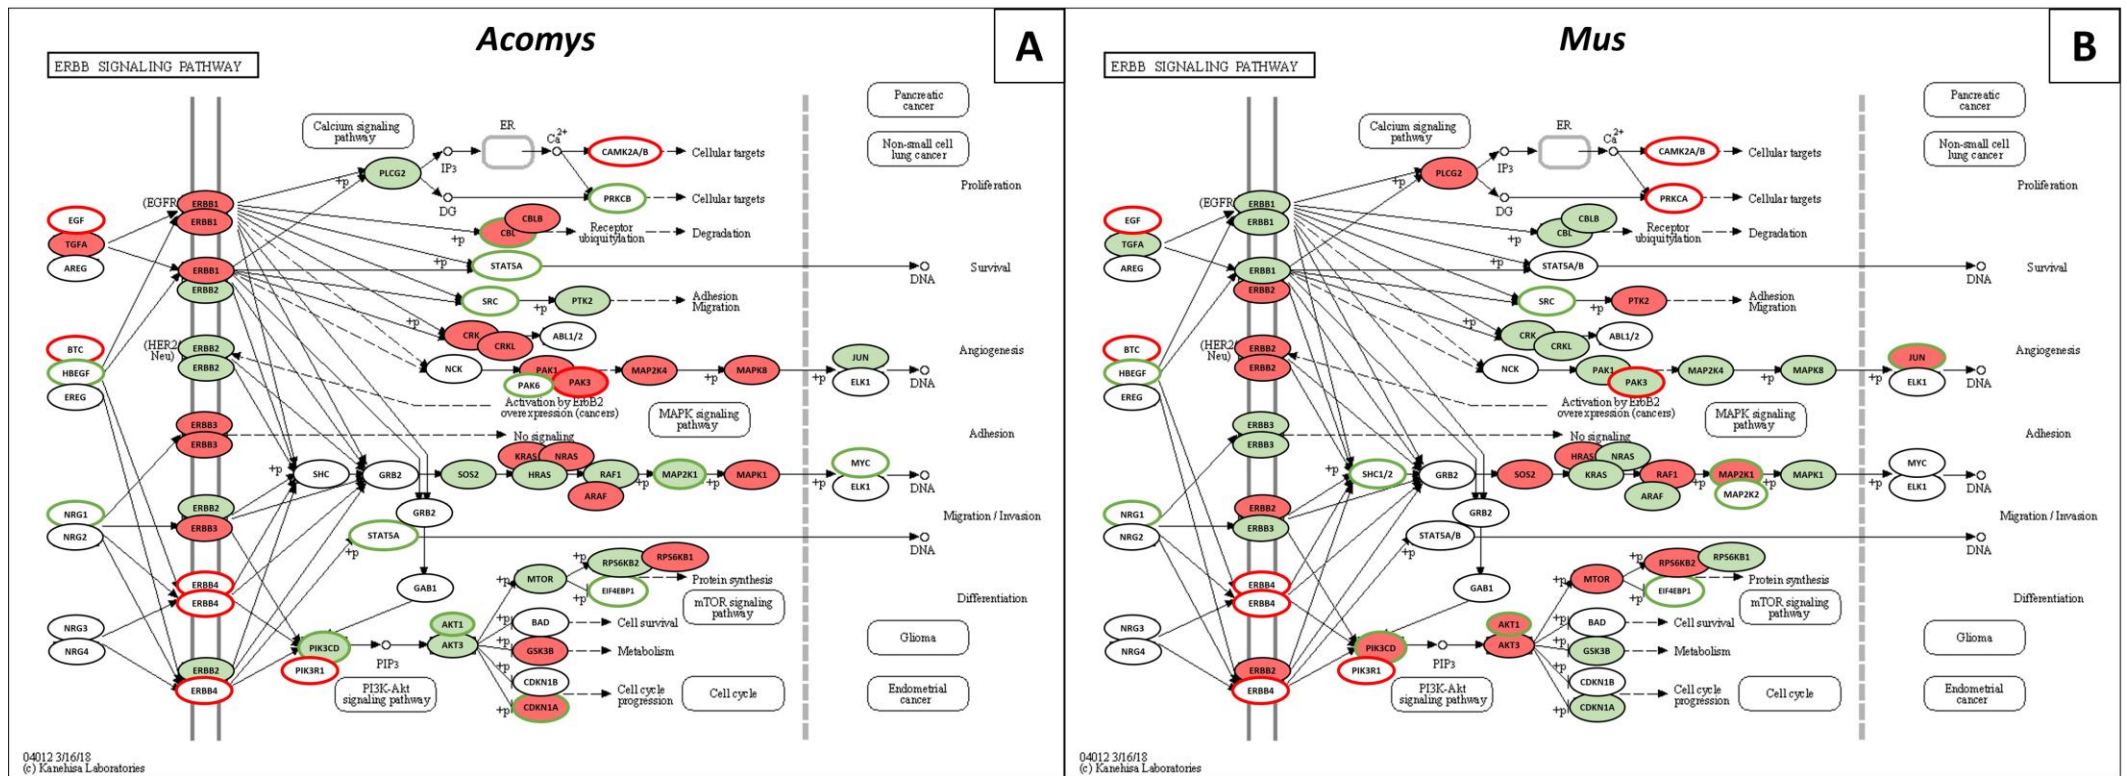 Acomys
A
ERBB SIGNALING PATHWAY
Pancreatic
cancer
Calcium signaling
pathway
ER
Ca2+
IP3
CAMK2A/B
Cellular targets
Non-small cell
lung cancer
PLCG2
+p
DG
PRKCB
Cellular targets
Proliferation
(EGFR
ERBB1
ERBB1
EGF
TGFA
AREG
CBLB
CBL
+p
Receptor
ubiquitylation
Degradation
ERBB1
ERBB2
+p
STAT5A
DNA
Survival
SRC
+p
PTK2
Adhesion
Migration
+p
CRK
CRKL
ABL1/2
BTC
HBEGF
EREG
(HER2
Neu)
ERBB2
ERBB2
NCK
PAK1
PAK6
PAK3
MAP2K4
MAPK8
+p
+p
JUN
ELK1
DNA
Angiogenesis
Activation by ErbB2
overexpression (cancers)
MAPK signaling
pathway
ERBB3
ERBB3
No signaling
Adhesion
+p
SHC
GRB2
SOS2
KRAS
NRAS
HRAS
RAF1
ARAF
+p
MAP2K1
+p
MAPK1
+p
MYC
ELK1
DNA
NRG1
NRG2
ERBB2
ERBB3
GRB2
Migration / Invasion
STAT5A
+p
DNA
ERBB4
ERBB4
GAB1
MTOR
+p
+p
+p
RPS6KB2
RPS6KB1
EIF4EBP1
Protein synthesis
mTOR signaling
pathway
Differentiation
NRG3
NRG4
PIK3CD
PIK3R1
PIP3
AKT1
AKT3
+p
BAD
Cell survival
+p
GSK3B
Metabolism
Glioma
ERBB2
ERBB4
PI3K-Akt
signaling pathway
+p
CDKN1B
+p
CDKN1A
Cell cycle
progression
Cell cycle
Endometrial
cancer
04012 3/16/18
(c) Kanehisa Laboratories
Mus
B
ERBB SIGNALING PATHWAY
Pancreatic
cancer
Calcium signaling
pathway
ER
Ca2+
IP3
CAMK2A/B
Cellular targets
Non-small cell
lung cancer
PLCG2
+p
DG
PRKCA
Cellular targets
Proliferation
(EGFR
ERBB1
ERBB1
EGF
TGFA
AREG
CBLB
CBL
+p
Receptor
ubiquitylation
Degradation
ERBB1
ERBB2
+p
STAT5A/B
DNA
Survival
SRC
+p
PTK2
Adhesion
Migration
+p
CRK
CRKL
ABL1/2
BTC
HBEGF
EREG
(HER2
Neu)
ERBB2
ERBB2
NCK
PAK1
PAK3
MAP2K4
+p
MAPK8
+p
JUN
ELK1
DNA
Angiogenesis
Activation by ErbB2
overexpression (cancers)
MAPK signaling
pathway
ERBB3
ERBB3
No signaling
Adhesion
+p
SHC1/2
GRB2
SOS2
HRAS
NRAS
KRAS
RAF1
ARAF
+p
MAP2K1
MAP2K2
+p
MAPK1
+p
MYC
ELK1
DNA
NRG1
NRG2
ERBB2
ERBB3
GRB2
Migration / Invasion
STAT5A/B
+p
DNA
ERBB4
ERBB4
GAB1
MTOR
+p
+p
+p
RPS6KB2
RPS6KB1
EIF4EBP1
Protein synthesis
mTOR signaling
pathway
Differentiation
NRG3
NRG4
PIK3CD
PIK3R1
PIP3
AKT1
AKT3
+p
BAD
Cell survival
+p
GSK3B
Metabolism
Glioma
ERBB2
ERBB4
PI3K-Akt
signaling pathway
+p
CDKN1B
+p
CDKN1A
Cell cycle
progression
Cell cycle
Endometrial
cancer
04012 3/16/18
(c) Kanehisa Laboratories